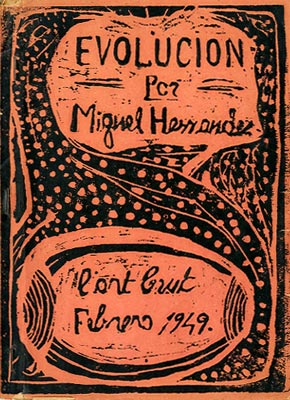 EVOLUCION
Por
Miguel Hernandez
l'art brut
Febrero 1949.